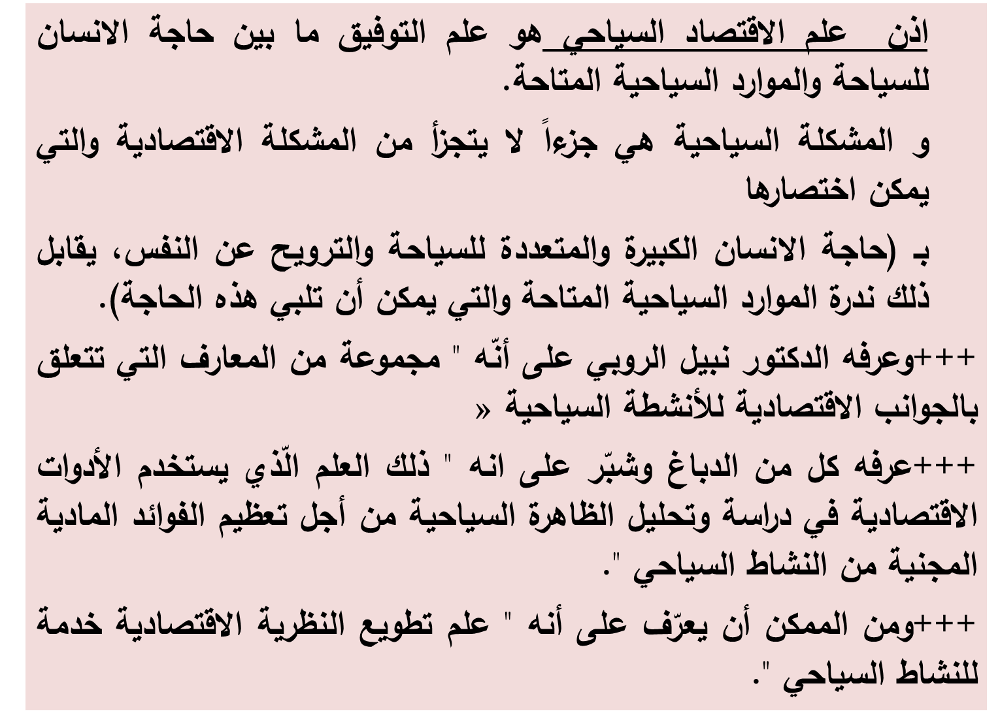 اذن علم الاقتصاد السياحي هو علم التوفيق ما بين حاجة الانسان
للسياحة والموارد السياحية المتاحة.
و المشكلة السياحية هي جزءاً لا يتجزأ من المشكلة الاقتصادية والتي
يمكن اختصارها
بـ (حاجة الانسان الكبيرة والمتعددة للسياحة والترويح عن النفس، يقابل
ذلك ندرة الموارد السياحية المتاحة والتي يمكن أن تلبي هذه الحاجة).
+++وعرفه الدكتور نبيل الروبي على أنّه " مجموعة من المعارف التي تتعلق
بالجوانب الاقتصادية للأنشطة السياحية «
+++عرفه كل من الدباغ وشبّر على انه " ذلك العلم الّذي يستخدم الأدوات
الاقتصادية في دراسة وتحليل الظاهرة السياحية من أجل تعظيم الفوائد المادية
المجنية من النشاط السياحي ".
+++ومن الممكن أن يعرّف على أنه " علم تطويع النظرية الاقتصادية خدمة
للنشاط السياحي ".